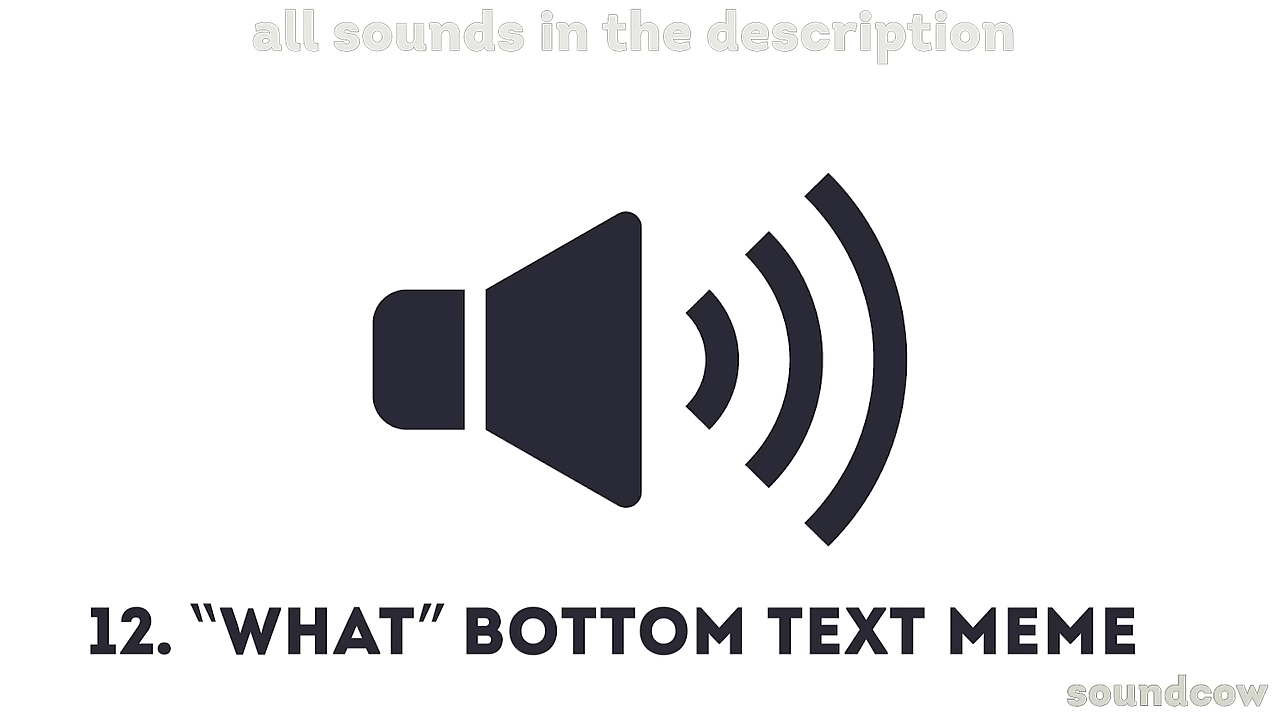 all sounds in the description
12. “WHAT” BOTTOM TEXT MEME
soundcow